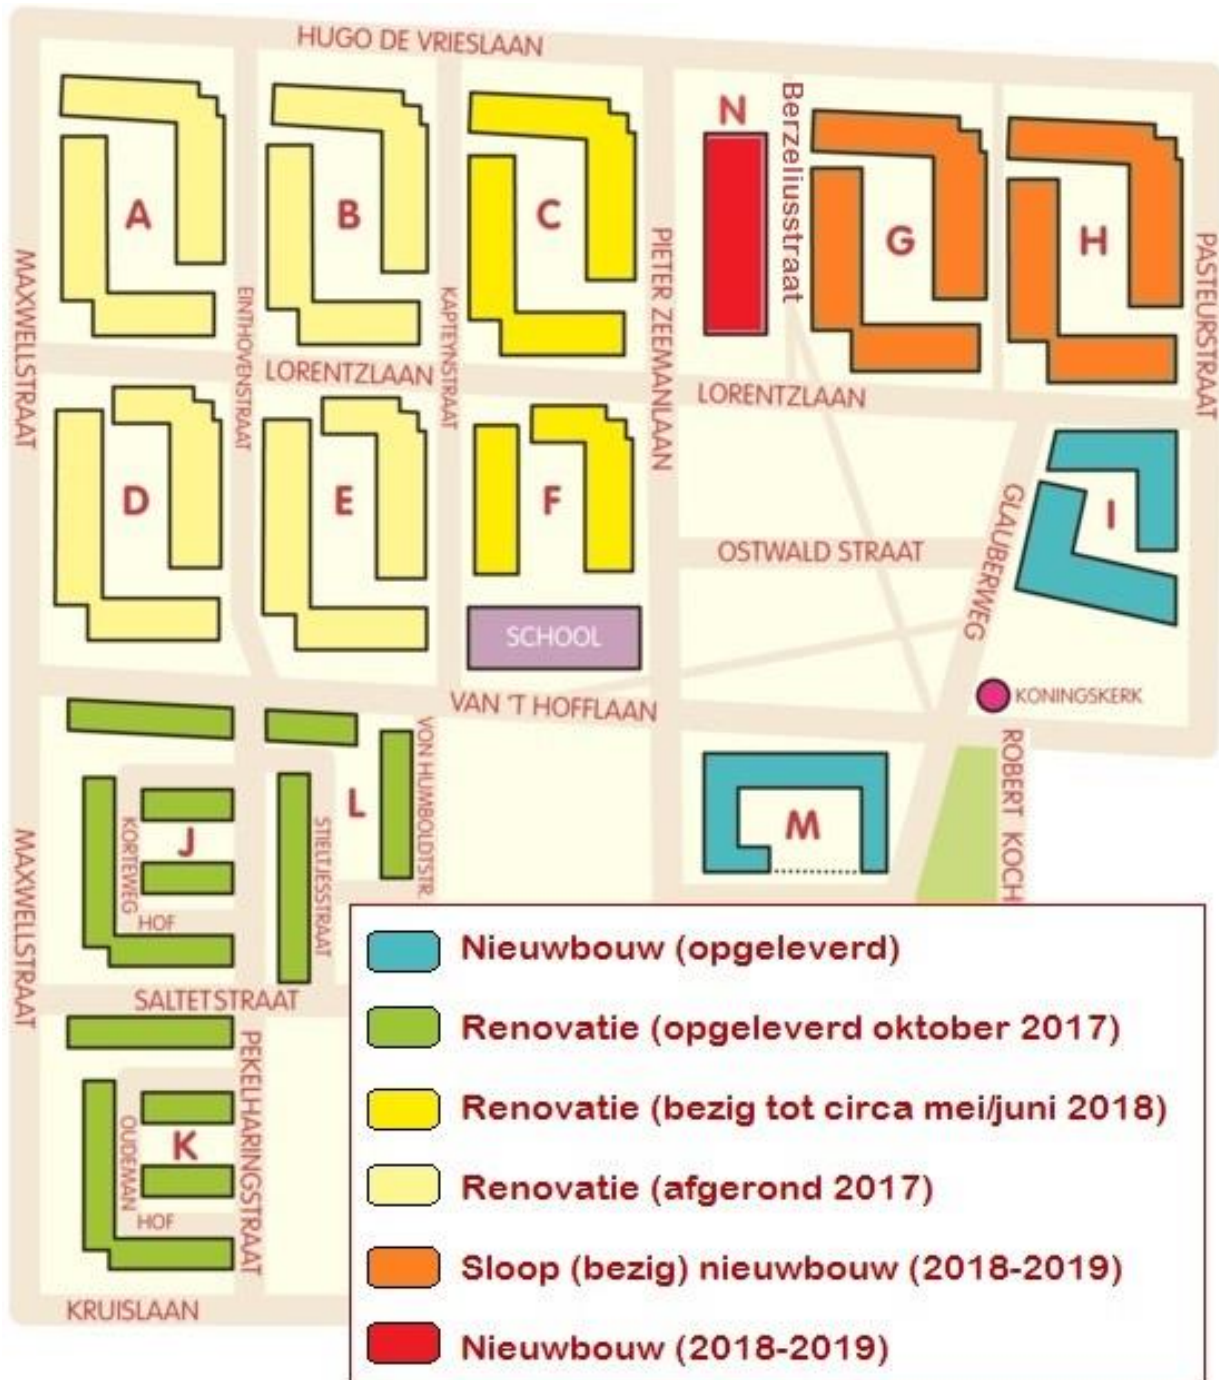 HUGO DE VRIESLAAN
N
Berzeliusstraat
A
B
C
G
H
MAXWELLSTRAAT
EINTHOVENSTRAAT
KAPTEYNSTRAAT
PIETER ZEEMANLAAN
PASTEURSTRAAT
LORENTZLAAN
LORENTZLAAN
D
E
F
I
GLAUBERWEG
OSTWALD STRAAT
SCHOOL
KONINGSKERK
VAN 'T HOFFLAAN
VON HUMBOLDTSTR.
ROBERT KOCH
J
L
M
MAXWELLSTRAAT
KORTEWEG
HOF
STIELTJESSTRAAT
SALTETSTRAAT
PEKELHARINGSTRAAT
OUDEMAN
K
HOF
KRUISLAAN
Nieuwbouw (opgeleverd)
Renovatie (opgeleverd oktober 2017)
Renovatie (bezig tot circa mei/juni 2018)
Renovatie (afgerond 2017)
Sloop (bezig) nieuwbouw (2018-2019)
Nieuwbouw (2018-2019)